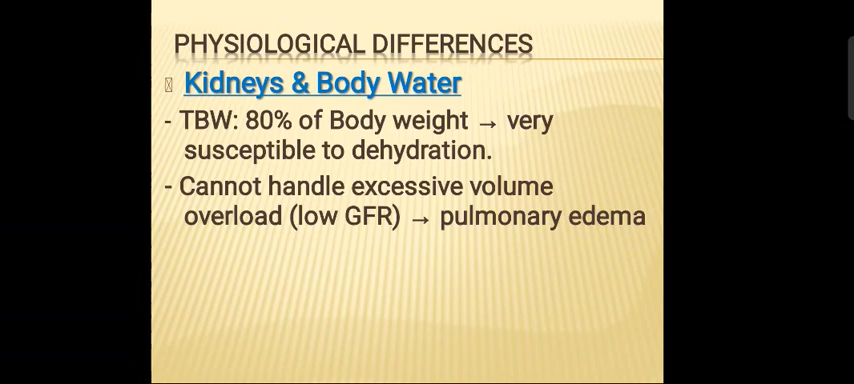 PHYSIOLOGICAL DIFFERENCES
Kidneys & Body Water
- TBW: 80% of Body weight → very
susceptible to dehydration.
- Cannot handle excessive volume
overload (low GFR) → pulmonary edema